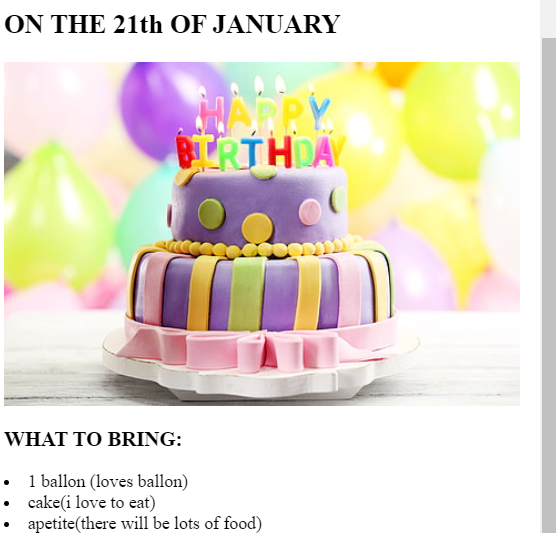 ON THE 21th OF JANUARY
HAPPY
BIRTHDAY
WHAT TO BRING:
1 ballon (loves ballon)
cake(i love to eat)
apetite(there will be lots of food)